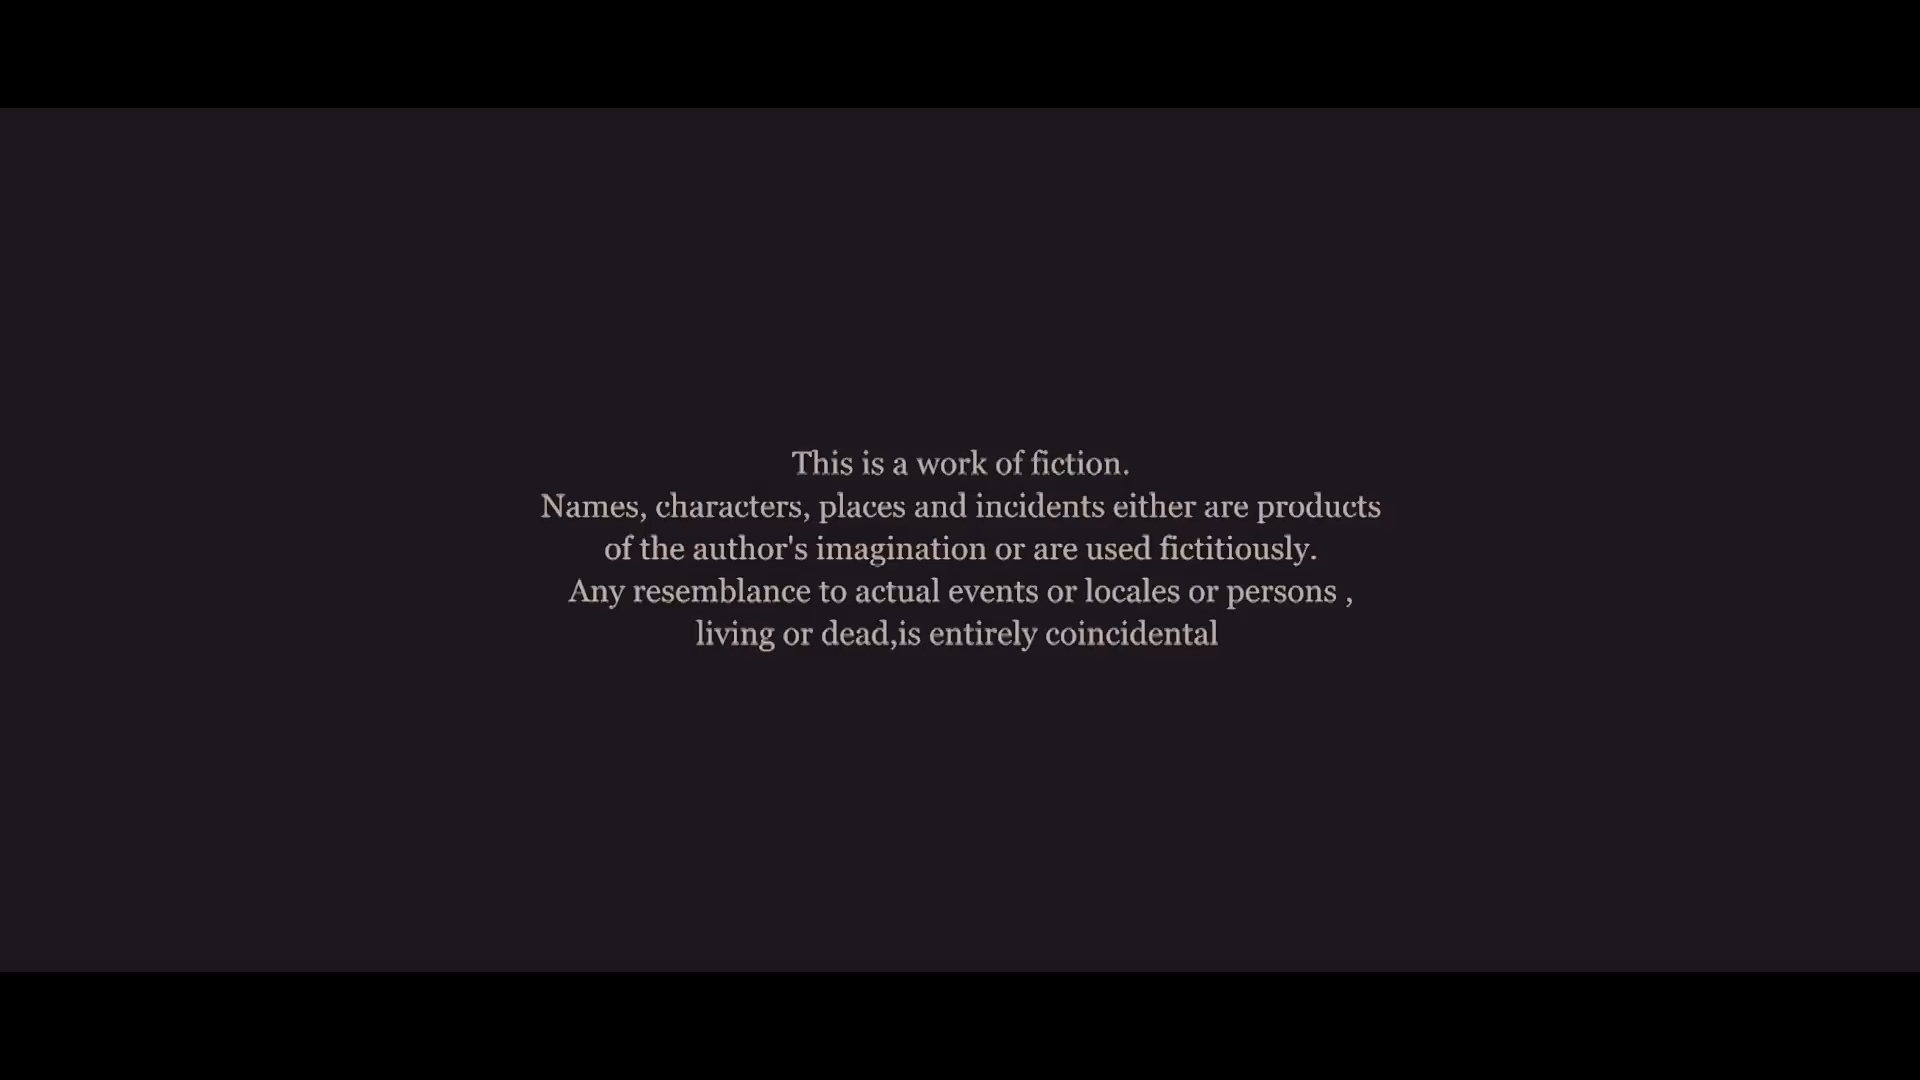 This is a work of fiction.
Names, characters, places and incidents either are products
of the author's imagination or are used fictitiously.
Any resemblance to actual events or locales or persons ,
living or dead,is entirely coincidental